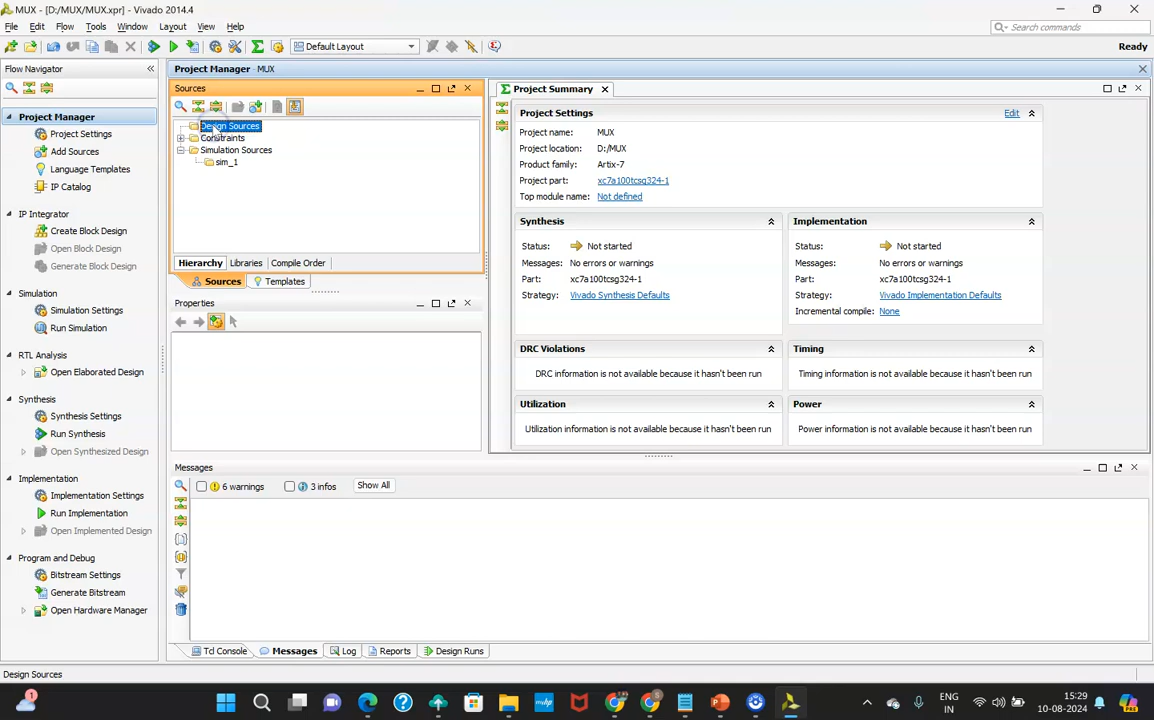 MUX - [D:/MUX/MUX.xpr] - Vivado 2014.4
File Edit Flow Tools Window Layout View Help
Search commands
Default Layout
Ready
Flow Navigator
Project Manager
Project Settings
Add Sources
Language Templates
IP Catalog
IP Integrator
Create Block Design
Open Block Design
Generate Block Design
Simulation
Simulation Settings
Run Simulation
RTL Analysis
Open Elaborated Design
Synthesis
Synthesis Settings
Run Synthesis
Open Synthesized Design
Implementation
Implementation Settings
Run Implementation
Open Implemented Design
Program and Debug
Bitstream Settings
Generate Bitstream
Open Hardware Manager
Project Manager - MUX
Sources
Design Sources
Constraints
Simulation Sources
sim_1
Hierarchy Libraries Compile Order
Sources Templates
Properties
Project Summary
Project Settings Edit
Project name: MUX
Project location: D:/MUX
Product family: Artix-7
Project part: xc7a100tcsg324-1
Top module name: Not defined
Synthesis
Status: Not started
Messages: No errors or warnings
Part: xc7a100tcsg324-1
Strategy: Vivado Synthesis Defaults
Implementation
Status: Not started
Messages: No errors or warnings
Part: xc7a100tcsg324-1
Strategy: Vivado Implementation Defaults
Incremental compile: None
DRC Violations
DRC information is not available because it hasn't been run
Timing
Timing information is not available because it hasn't been run
Utilization
Utilization information is not available because it hasn't been run
Power
Power information is not available because it hasn't been run
Messages
6 warnings 3 infos Show All
Tcl Console Messages Log Reports Design Runs
Design Sources
1
ENG
IN
15:29
10-08-2024